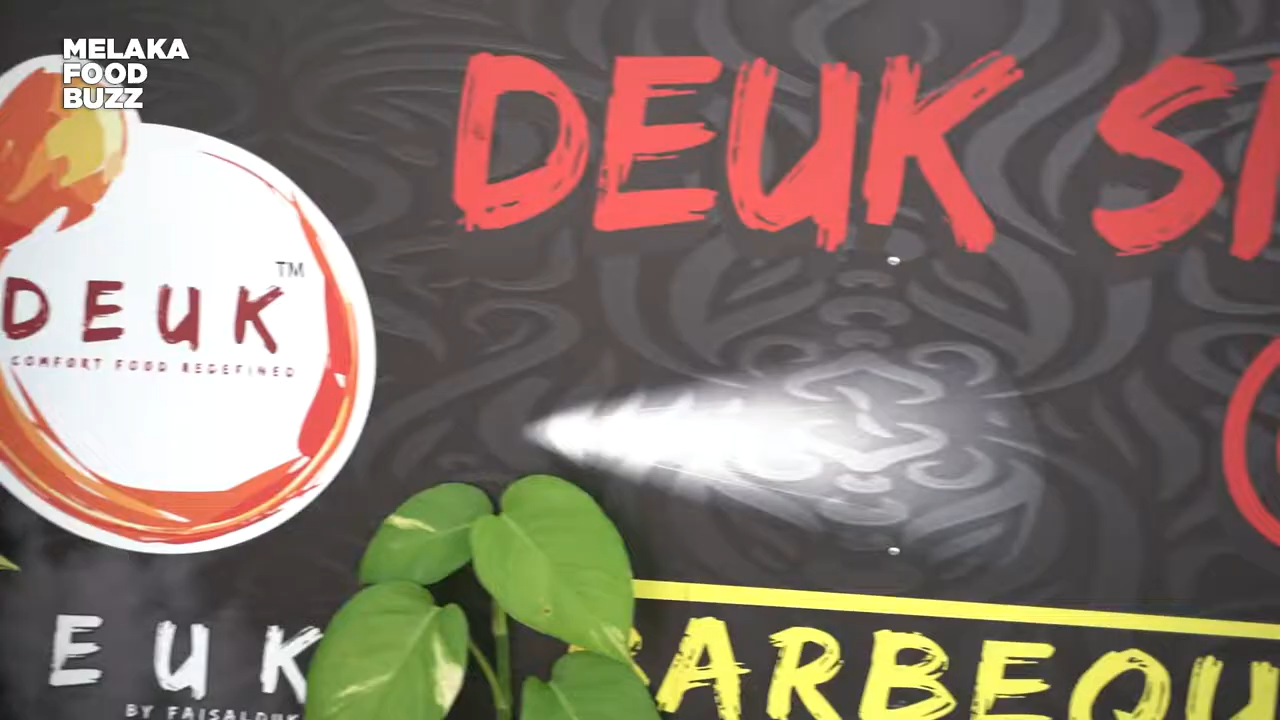 MELAKA
FOOD
BUZZ
DEUK
DEUK
TM
COMFORT FOOD REDEFINED
ARBEQU
EUK
BY FAISALDUK